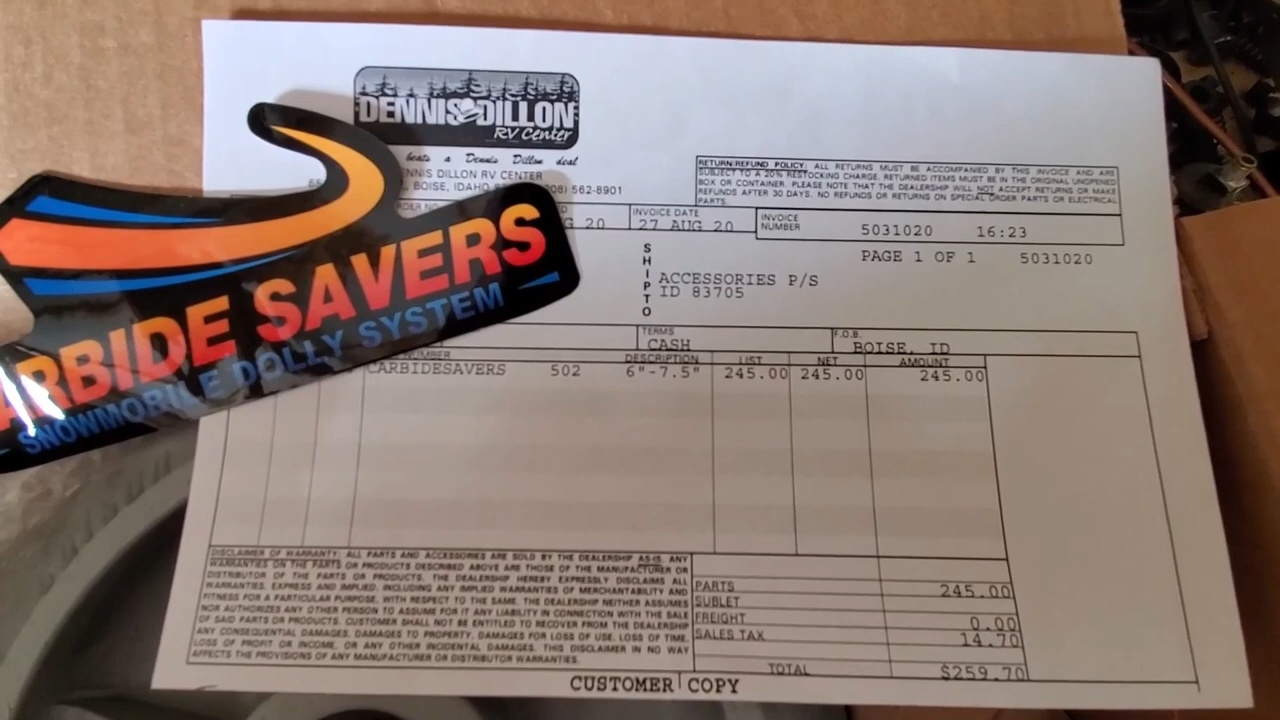 DENNIS DILLON
RV Center
beats a Dennis Dillon deal
DENNIS DILLON RV CENTER
BOISE, IDAHO 562-8901
RETURN/REFUND POLICY: ALL RETURNS MUST BE ACCOMPANIED BY THIS INVOICE AND ARE
SUBJECT TO A 20% RESTOCKING CHARGE. RETURNED ITEMS MUST BE IN THE ORIGINAL UNOPENED
BOX OR CONTAINER. PLEASE NOTE THAT THE DEALERSHIP WILL NOT ACCEPT RETURNS OR MAKE
REFUNDS AFTER 30 DAYS. NO REFUNDS OR RETURNS ON SPECIAL ORDER PARTS OR ELECTRICAL
PARTS.
20
INVOICE DATE
27 AUG 20
INVOICE NUMBER
5031020 16:23
PAGE 1 OF 1 5031020
SHIP TO
ACCESSORIES P/S
ID 83705
TERMS
CASH
F.O.B.
BOISE, ID
NUMBER DESCRIPTION LIST NET AMOUNT
CARBIDESAVERS 502 6"-7.5" 245.00 245.00 245.00
RBIDE SAVERS
SNOWMOBILE DOLLY SYSTEM
DISCLAIMER OF WARRANTY: ALL PARTS AND ACCESSORIES ARE SOLD BY THE DEALERSHIP AS-IS. ANY
WARRANTIES ON THE PARTS OR PRODUCTS DESCRIBED ABOVE ARE THOSE OF THE MANUFACTURER OR
DISTRIBUTOR OF THE PARTS OR PRODUCTS. THE DEALERSHIP HEREBY EXPRESSLY DISCLAIMS ALL
WARRANTIES, EXPRESS AND IMPLIED, INCLUDING ANY IMPLIED WARRANTIES OF MERCHANTABILITY AND
FITNESS FOR A PARTICULAR PURPOSE, WITH RESPECT TO THE SAME. THE DEALERSHIP NEITHER ASSUMES
NOR AUTHORIZES ANY OTHER PERSON TO ASSUME FOR IT ANY LIABILITY IN CONNECTION WITH THE SALE
OF SAID PARTS OR PRODUCTS. CUSTOMER SHALL NOT BE ENTITLED TO RECOVER FROM THE DEALERSHIP
ANY CONSEQUENTIAL DAMAGES, DAMAGES TO PROPERTY, DAMAGES FOR LOSS OF USE, LOSS OF TIME,
LOSS OF PROFIT OR INCOME, OR ANY OTHER INCIDENTAL DAMAGES. THIS DISCLAIMER IN NO WAY
AFFECTS THE PROVISIONS OF ANY MANUFACTURER OR DISTRIBUTOR WARRANTIES.
PARTS 245.00
SUBLET
FREIGHT 0.00
SALES TAX 14.70
TOTAL $259.70
CUSTOMER COPY